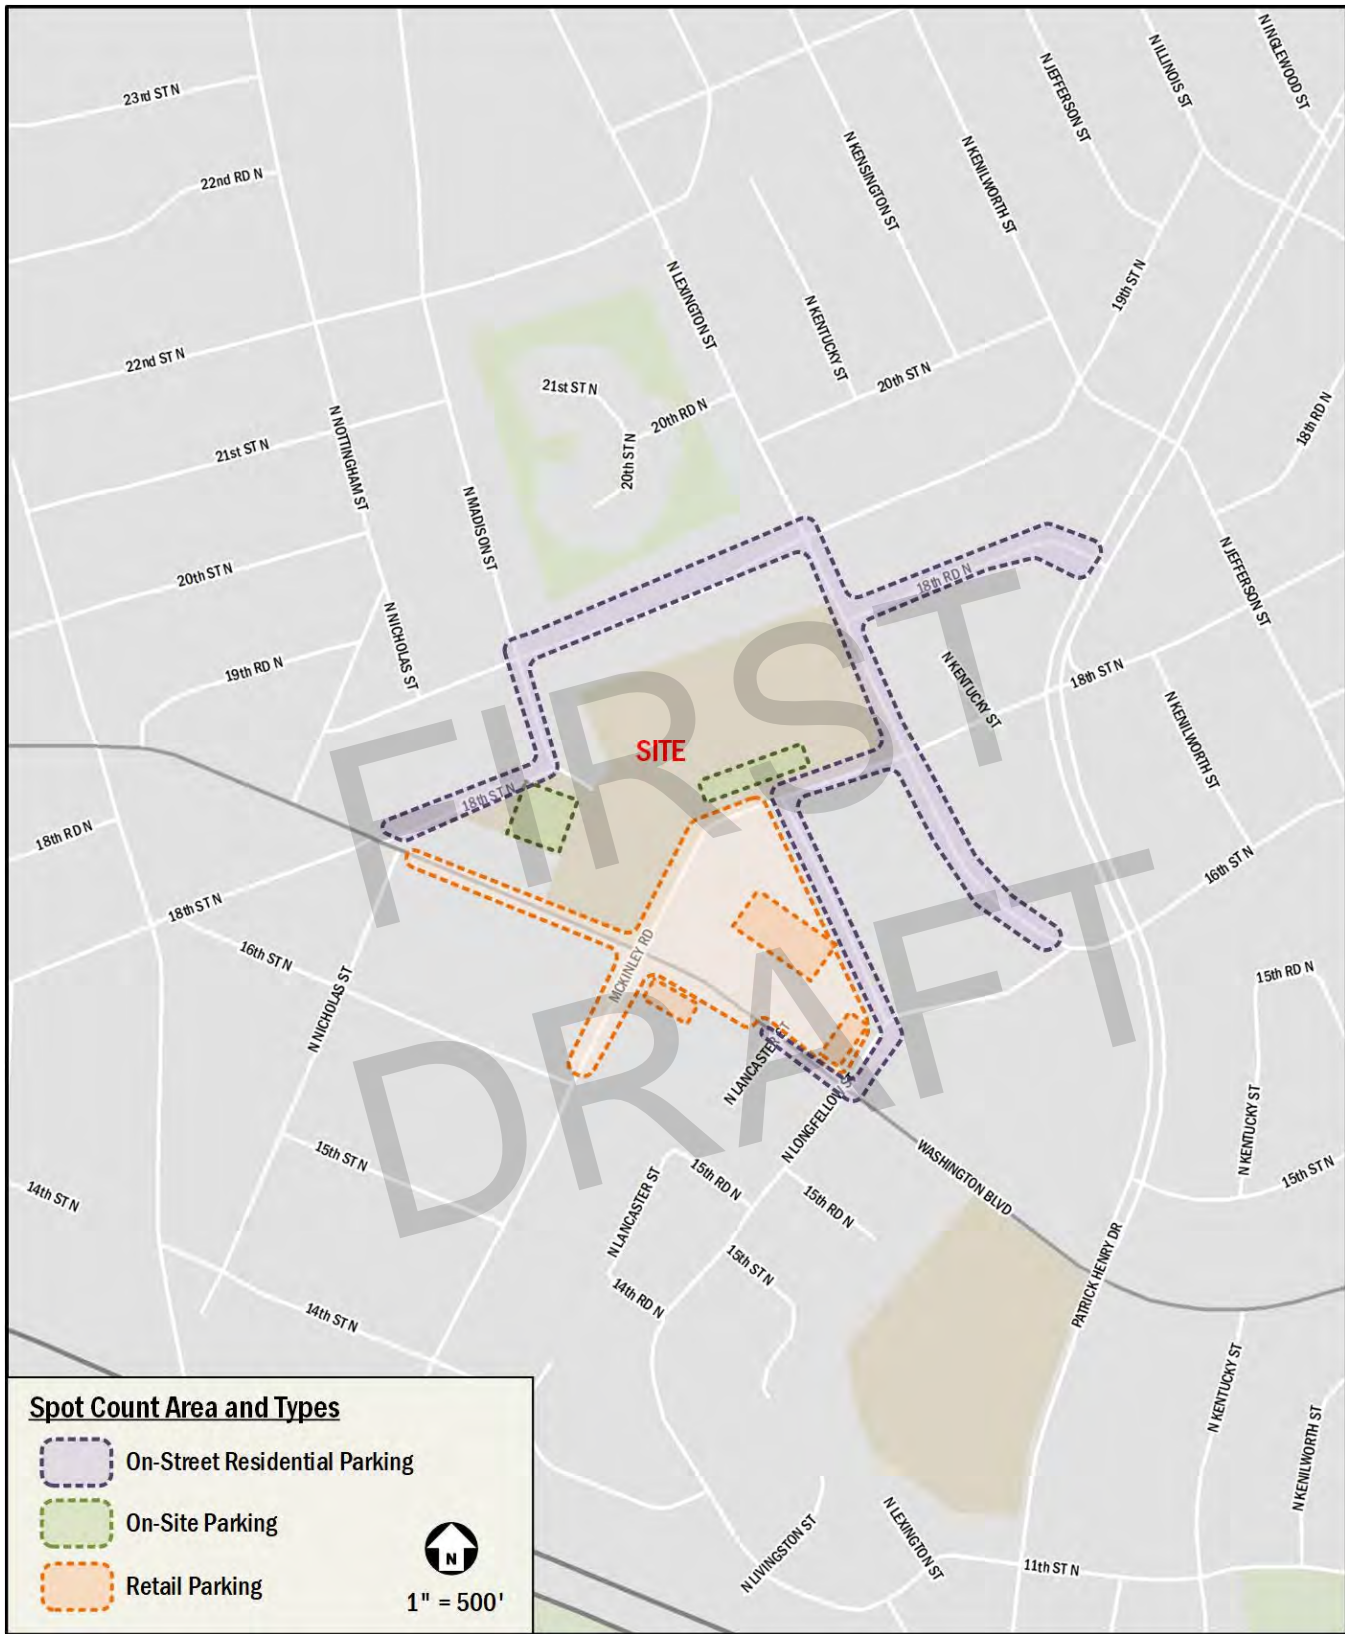 N INGLEWOOD ST
N ILLINOIS ST
N JEFFERSON ST
23rd ST N
N KENSINGTON ST
N KENILWORTH ST
22nd RD N
N LEXINGTON ST
19th ST N
N KENTUCKY ST
22nd ST N
21st ST N
20th ST N
20th RD N
18th RD N
N NOTTINGHAM ST
21st ST N
20th ST N
N MADISON ST
20th ST N
18th RD N
N JEFFERSON ST
N NICHOLAS ST
19th RD N
N KENTUCKY ST
18th ST N
FIRST
SITE
N KENILWORTH ST
18th ST N
18th RD N
16th ST N
18th ST N
16th ST N
MCKINLEY RD
15th RD N
N NICHOLAS ST
DRAFT
N LANCASTER ST
N LONGFELLOW ST
N KENTUCKY ST
15th ST N
15th RD N
WASHINGTON BLVD
15th ST N
14th ST N
N LANCASTER ST
15th RD N
15th ST N
PATRICK HENRY DR
14th RD N
14th ST N
N KENTUCKY ST
N KENILWORTH ST
N LIVINGSTON ST
N LEXINGTON ST
11th ST N
Spot Count Area and Types
On-Street Residential Parking
On-Site Parking
Retail Parking
N
1" = 500'